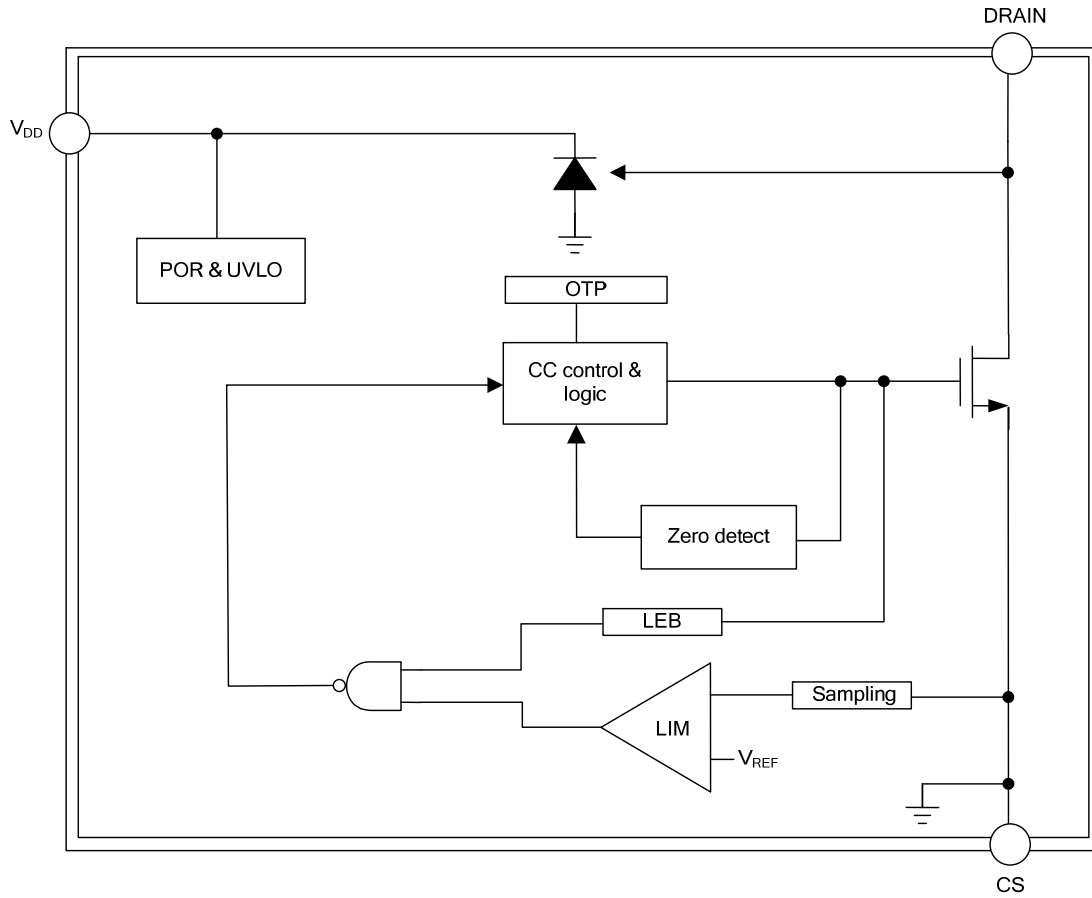 DRAIN
VDD
POR & UVLO
OTP
CC control &
logic
Zero detect
LEB
Sampling
LIM
VREF
CS